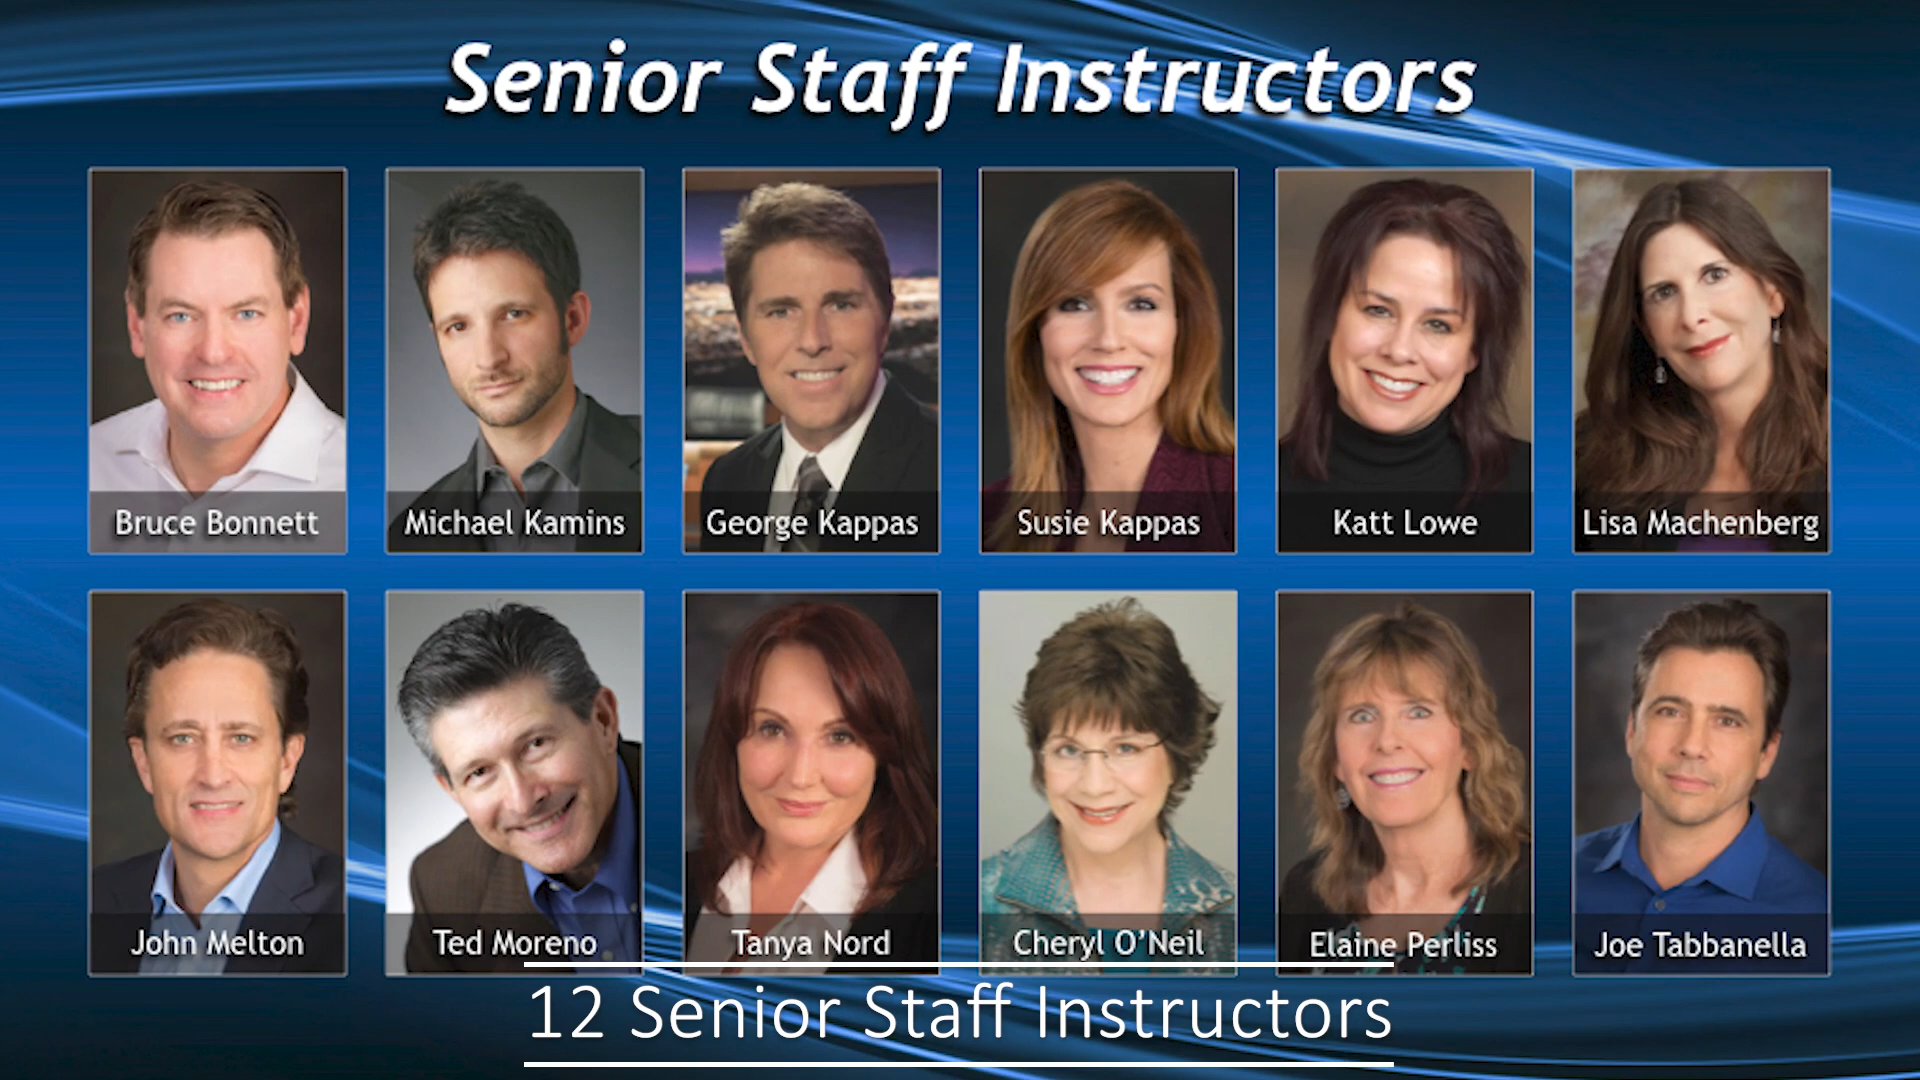 Senior Staff Instructors
Bruce Bonnett
Michael Kamins
George Kappas
Susie Kappas
Katt Lowe
Lisa Machenberg
John Melton
Ted Moreno
Tanya Nord
Cheryl O’Neil
Elaine Perliss
Joe Tabbanella
12 Senior Staff Instructors